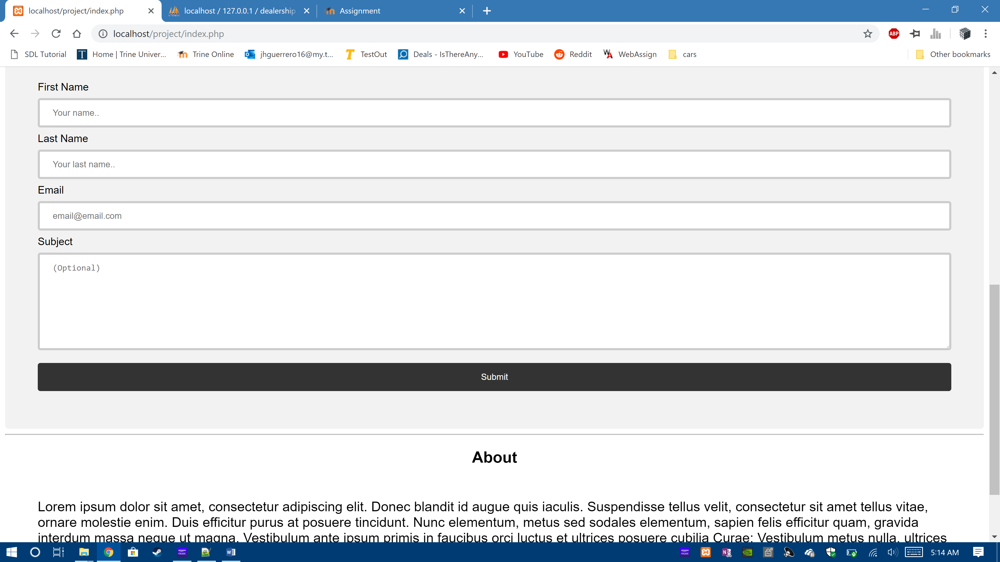 localhost/project/index.php
localhost / 127.0.0.1 / dealership
Assignment
localhost/project/index.php
ABP
SDL Tutorial
Home | Trine Univer...
Trine Online
jhguerrero16@my.t...
TestOut
Deals - IsThereAny...
YouTube
Reddit
WebAssign
cars
Other bookmarks
First Name
Your name..
Last Name
Your last name..
Email
email@email.com
Subject
(Optional)
Submit
About
Lorem ipsum dolor sit amet, consectetur adipiscing elit. Donec blandit id augue quis iaculis. Suspendisse tellus velit, consectetur sit amet tellus vitae,
ornare molestie enim. Duis efficitur purus at posuere tincidunt. Nunc elementum, metus sed sodales elementum, sapien felis efficitur quam, gravida
interdum massa neque ut magna. Vestibulum ante ipsum primis in faucibus orci luctus et ultrices posuere cubilia Curae; Vestibulum metus nulla, ultrices
5:14 AM